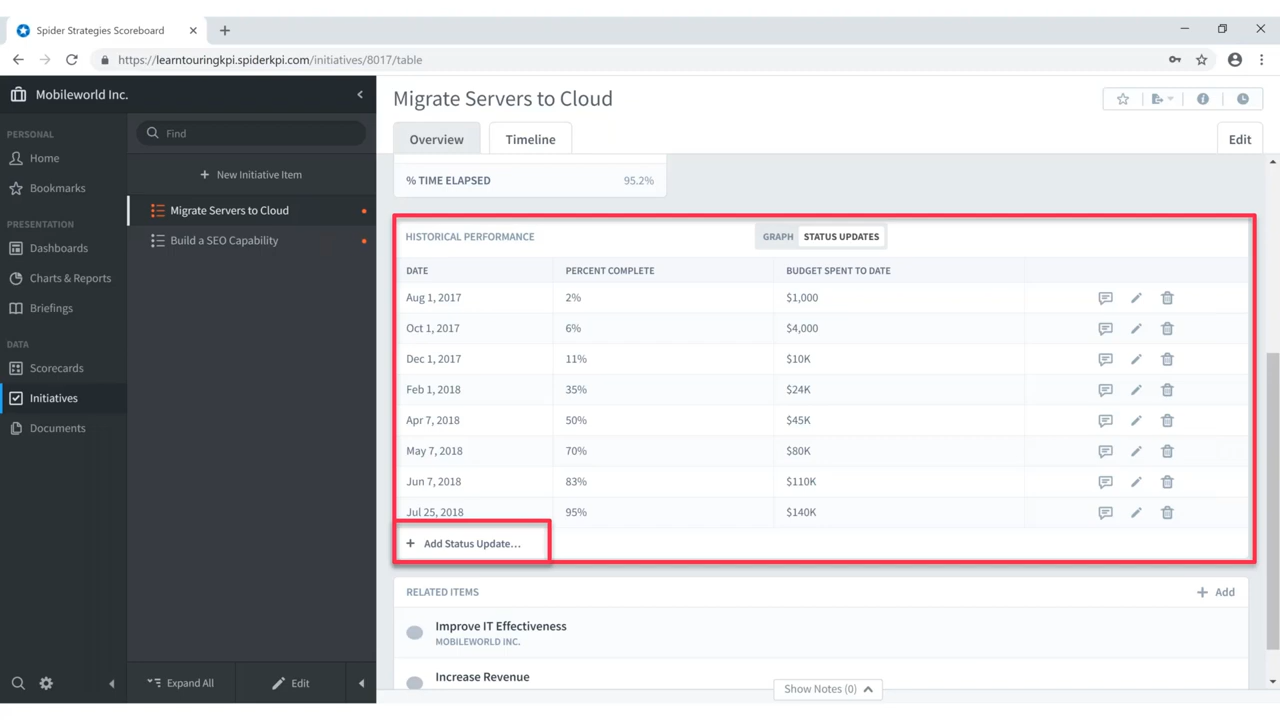 Spider Strategies Scoreboard
https://learntouringkpi.spiderkpi.com/initiatives/8017/table
Mobileworld Inc.
PERSONAL
Home
Bookmarks
PRESENTATION
Dashboards
Charts & Reports
Briefings
DATA
Scorecards
Initiatives
Documents
Find
New Initiative Item
Migrate Servers to Cloud
Build a SEO Capability
Expand All
Edit
Migrate Servers to Cloud
Overview
Timeline
Edit
% TIME ELAPSED 95.2%
HISTORICAL PERFORMANCE
GRAPH STATUS UPDATES
DATE PERCENT COMPLETE BUDGET SPENT TO DATE
Aug 1, 2017 2% $1,000
Oct 1, 2017 6% $4,000
Dec 1, 2017 11% $10K
Feb 1, 2018 35% $24K
Apr 7, 2018 50% $45K
May 7, 2018 70% $80K
Jun 7, 2018 83% $110K
Jul 25, 2018 95% $140K
+ Add Status Update...
RELATED ITEMS
+ Add
Improve IT Effectiveness
MOBILEWORLD INC.
Increase Revenue
Show Notes (0)